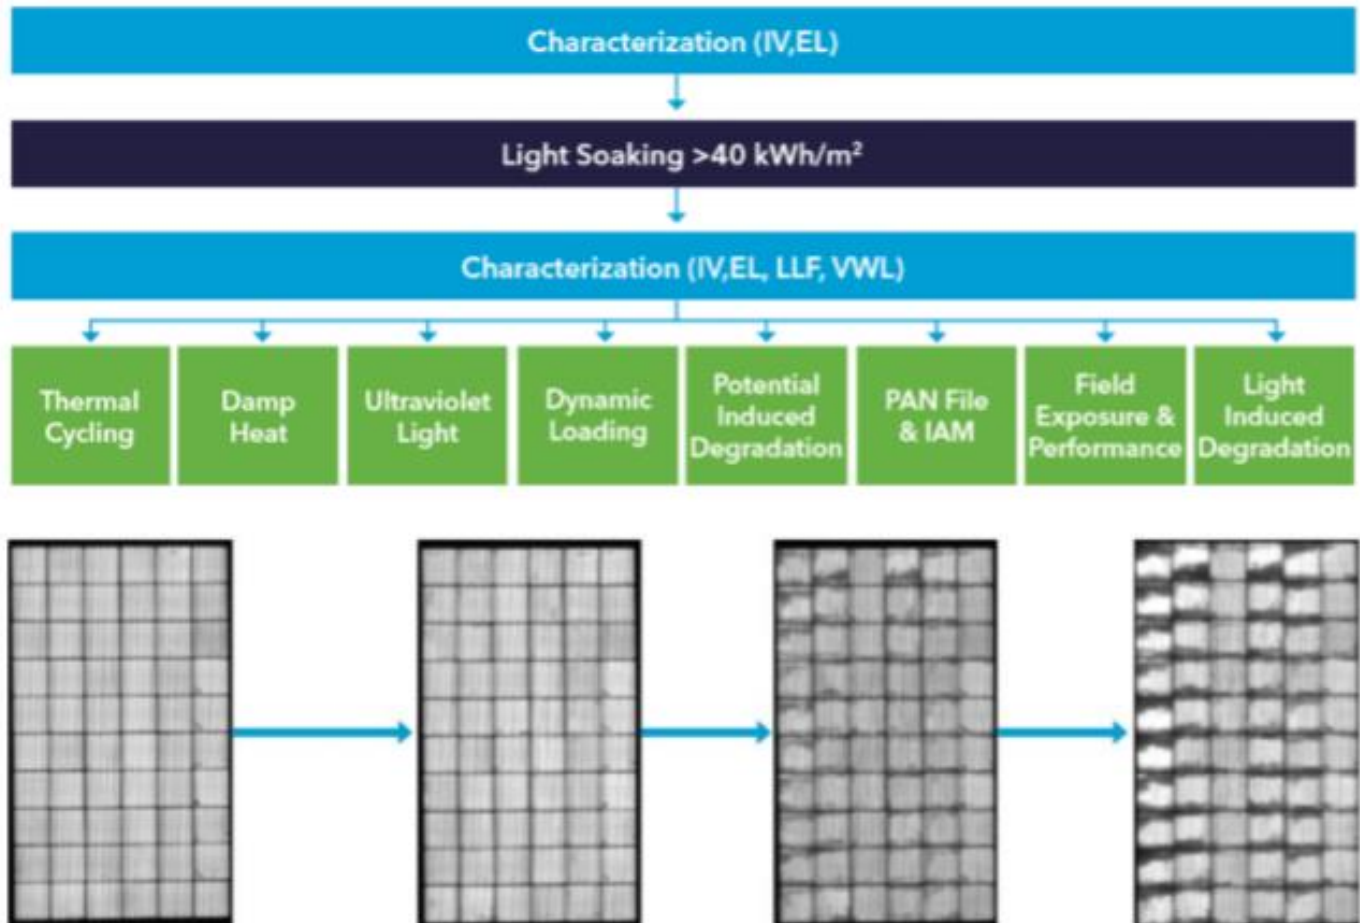 Characterization (IV,EL)
Light Soaking >40 kWh/m²
Characterization (IV,EL, LLF, VWL)
Thermal
Cycling
Damp
Heat
Ultraviolet
Light
Dynamic
Loading
Potential
Induced
Degradation
PAN File
& IAM
Field
Exposure &
Performance
Light
Induced
Degradation